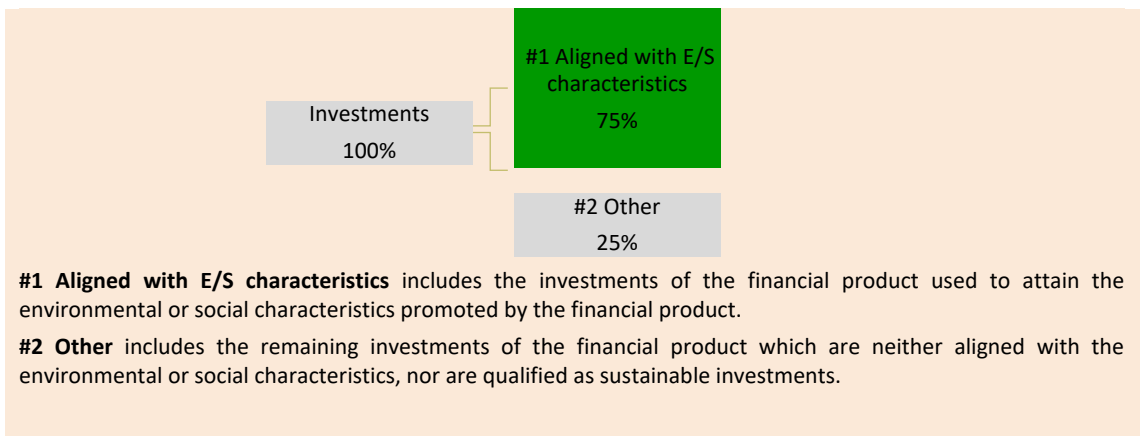 #1 Aligned with E/S
characteristics
75%
Investments
100%
#2 Other
25%
#1 Aligned with E/S characteristics includes the investments of the financial product used to attain the
environmental or social characteristics promoted by the financial product.
#2 Other includes the remaining investments of the financial product which are neither aligned with the
environmental or social characteristics, nor are qualified as sustainable investments.